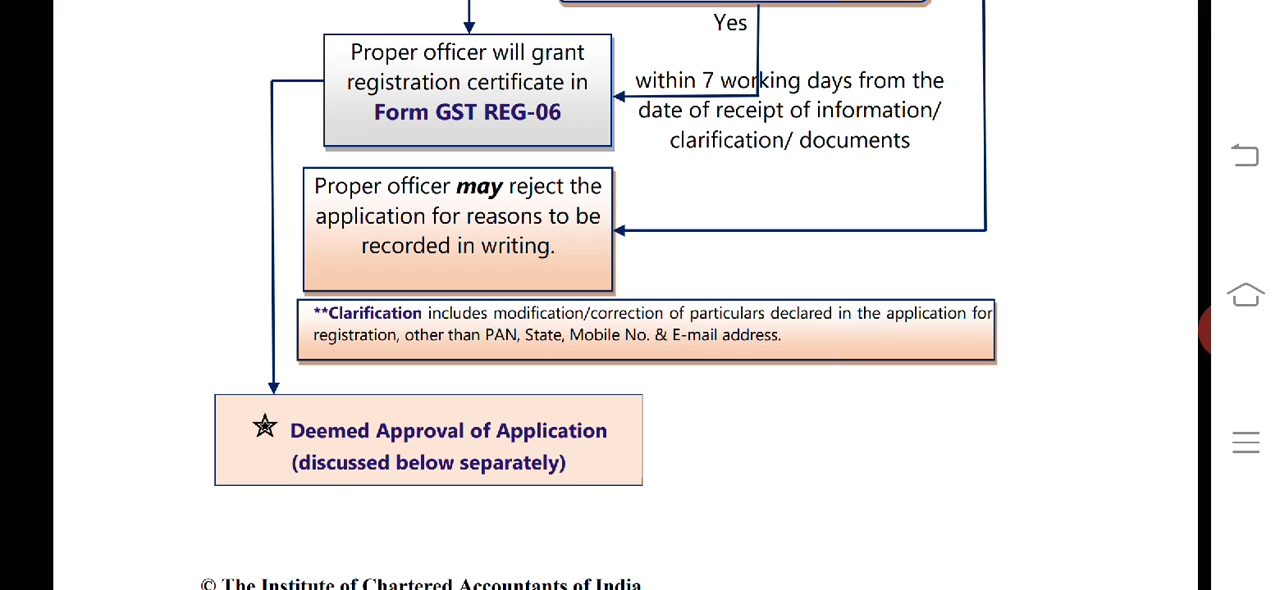 Yes
Proper officer will grant
registration certificate in
Form GST REG-06
within 7 working days from the
date of receipt of information/
clarification/ documents
Proper officer may reject the
application for reasons to be
recorded in writing.
**Clarification includes modification/correction of particulars declared in the application for
registration, other than PAN, State, Mobile No. & E-mail address.
Deemed Approval of Application
(discussed below separately)
© The Institute of Chartered Accountants of India